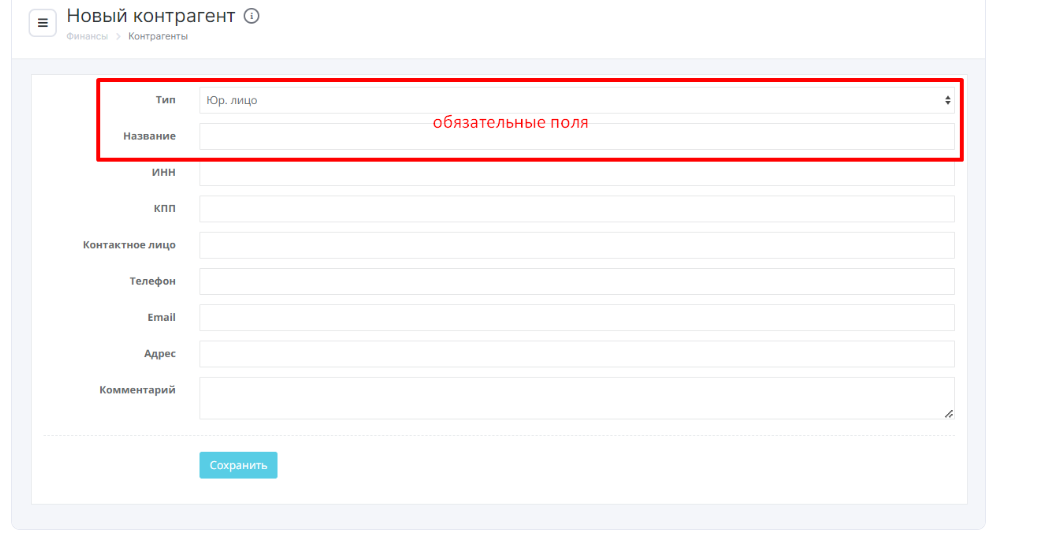 Новый контрагент
Финансы > Контрагенты
Тип Юр. лицо
обязательные поля
Название
ИНН
КПП
Контактное лицо
Телефон
Email
Адрес
Комментарий
Сохранить